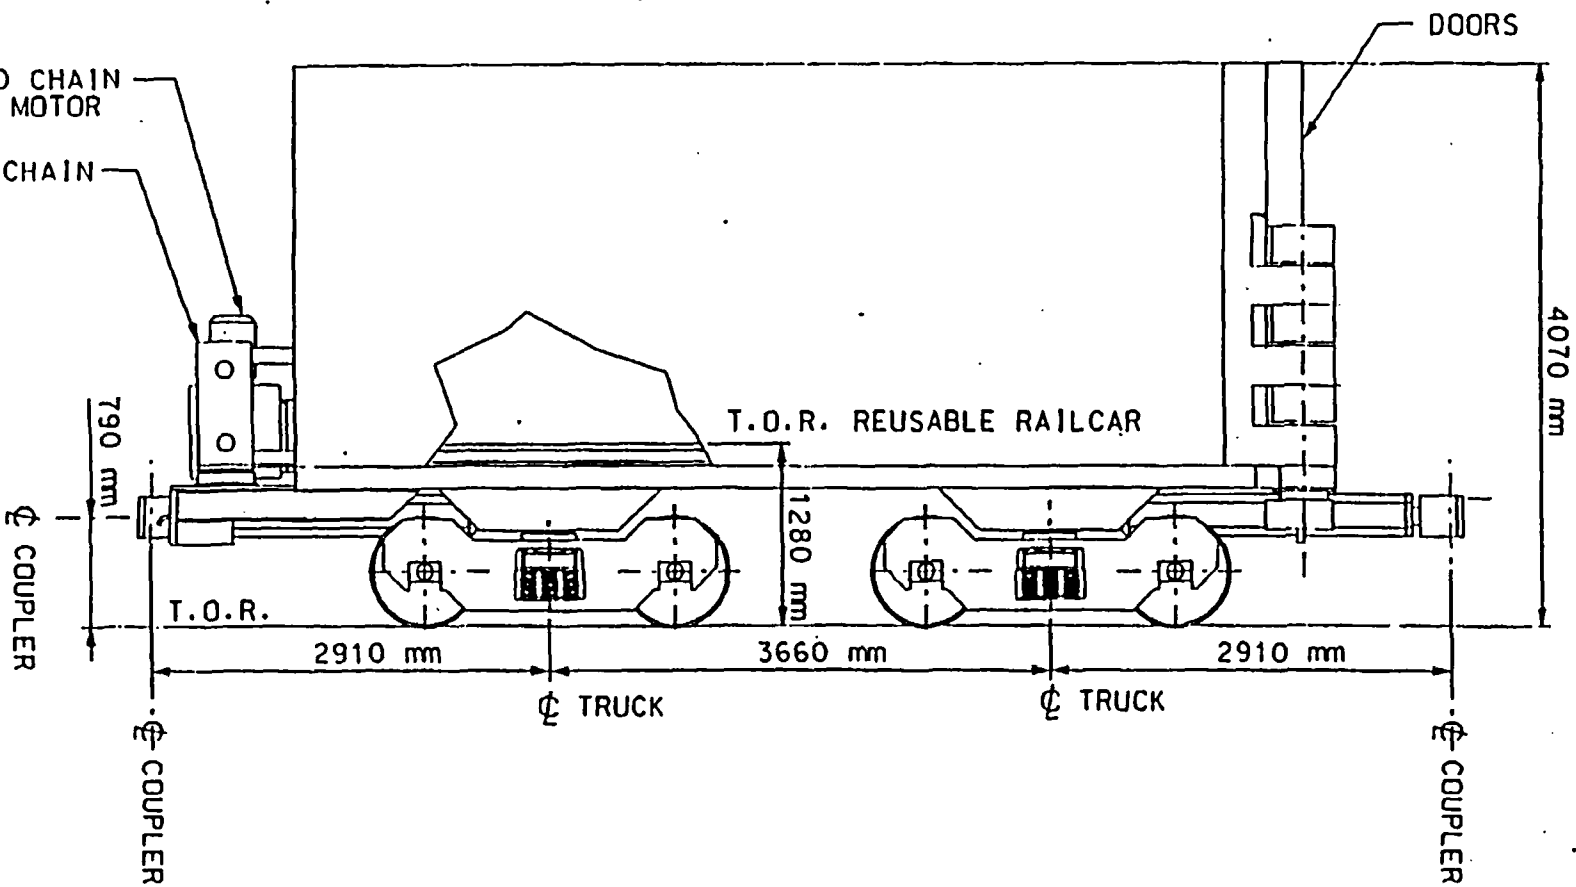 DOORS
CHAIN
MOTOR
CHAIN
4070 mm
T.O.R. REUSABLE RAILCAR
790 mm
1280 mm
℄ COUPLER
T.O.R.
2910 mm
3660 mm
2910 mm
℄ TRUCK
℄ TRUCK
℄ COUPLER
℄ COUPLER